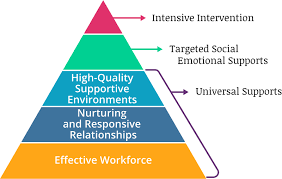 Intensive Intervention
Targeted Social
Emotional Supports
High-Quality
Supportive
Environments
Universal Supports
Nurturing
and Responsive
Relationships
Effective Workforce